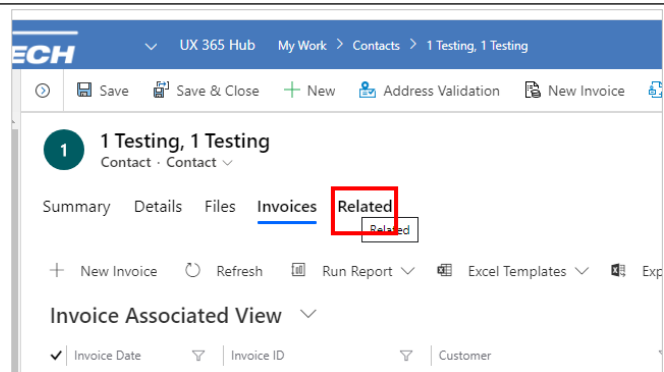 ECH
UX 365 Hub My Work > Contacts > 1 Testing, 1 Testing
Save Save & Close + New Address Validation New Invoice
1
1 Testing, 1 Testing
Contact · Contact
Summary Details Files Invoices Related
Related
+ New Invoice Refresh Run Report Excel Templates Exp
Invoice Associated View
Invoice Date Invoice ID Customer